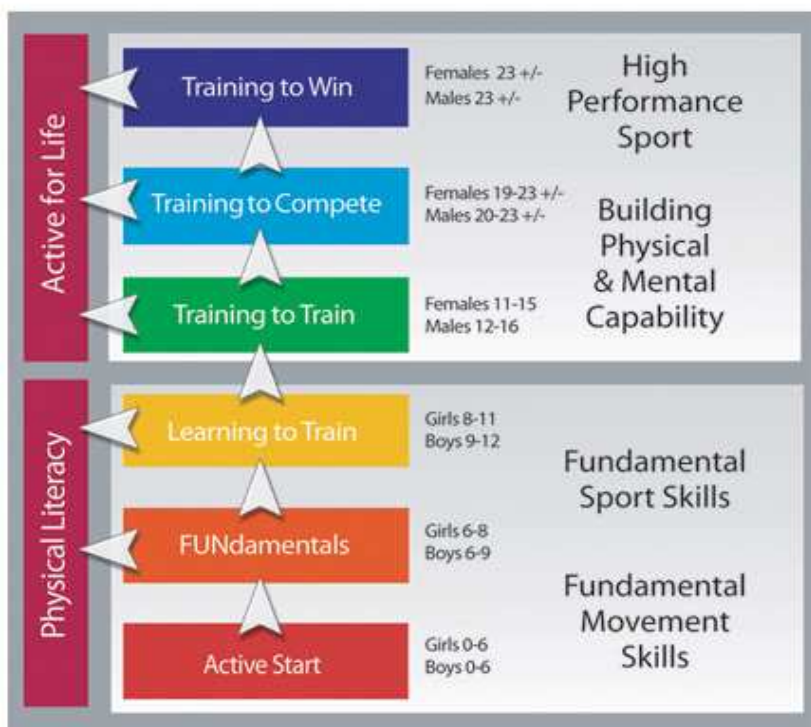 Active for Life
Training to Win
Females 23 +/-
Males 23 +/-
High
Performance
Sport
Training to Compete
Females 19-23 +/-
Males 20-23 +/-
Building
Physical
& Mental
Capability
Training to Train
Females 11-15
Males 12-16
Physical Literacy
Learning to Train
Girls 8-11
Boys 9-12
Fundamental
Sport Skills
FUNdamentals
Girls 6-8
Boys 6-9
Fundamental
Movement
Skills
Active Start
Girls 0-6
Boys 0-6